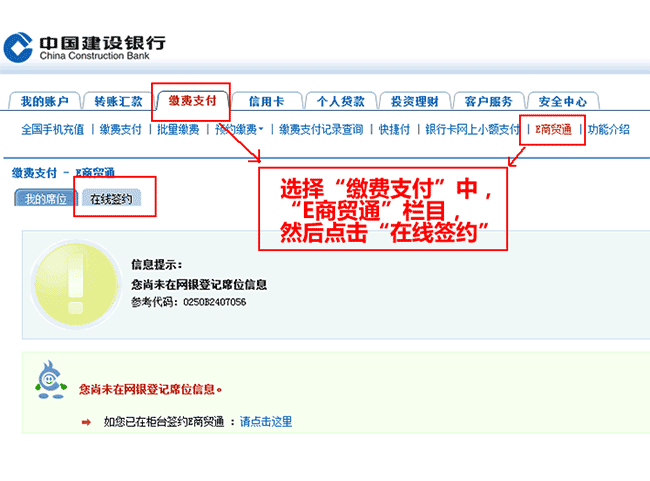 中国建设银行
China Construction Bank
我的账户 转账汇款 缴费支付 信用卡 个人贷款 投资理财 客户服务 安全中心
全国手机充值 | 缴费支付 | 批量缴费 | 预约缴费 | 缴费支付记录查询 | 快捷付 | 银行卡网上小额支付 | E商贸通 | 功能介绍
缴费支付 - E商贸通
我的席位 在线签约
选择“缴费支付”中，
“E商贸通”栏目，
然后点击“在线签约”
信息提示：
您尚未在网银登记席位信息
参考代码：0250B2407056
您尚未在网银登记席位信息。
如您已在柜台签约E商贸通 ：请点击这里